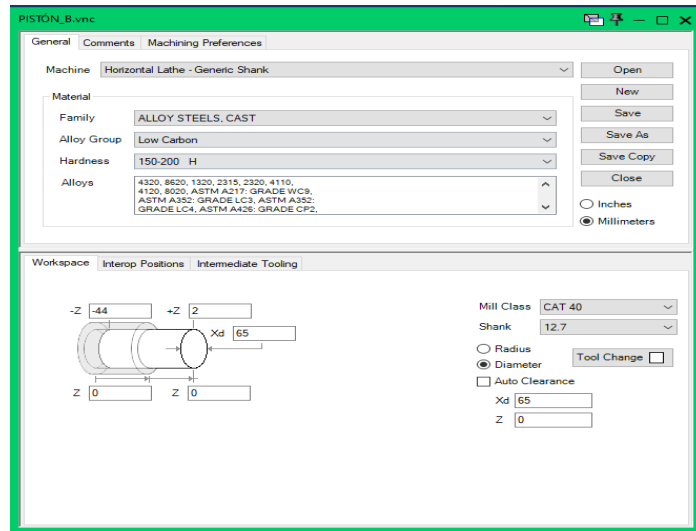 PISTÓN_B.vnc
General Comments Machining Preferences
Machine Horizontal Lathe - Generic Shank Open
New
Material
Family ALLOY STEELS, CAST Save
Alloy Group Low Carbon Save As
Hardness 150-200 H Save Copy
Alloys 4320, 8620, 1320, 2315, 2320, 4110, Close
4120, 8020, ASTM A217: GRADE WC9,
ASTM A352: GRADE LC3, ASTM A352: Inches
GRADE LC4, ASTM A426: GRADE CP2,
Millimeters
Workspace Interop Positions Intermediate Tooling
-Z -44 +Z 2 Mill Class CAT 40
Xd 65 Shank 12.7
Radius
Diameter Tool Change
Auto Clearance
Z 0 Z 0 Xd 65
Z 0